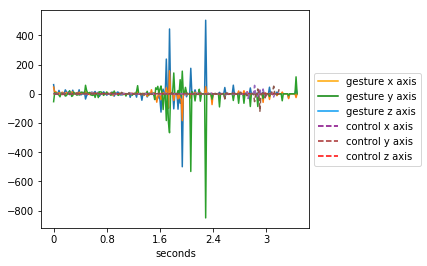 400
200
0
−200
−400
−600
−800
0 0.8 1.6 2.4 3
seconds
gesture x axis
gesture y axis
gesture z axis
control x axis
control y axis
control z axis